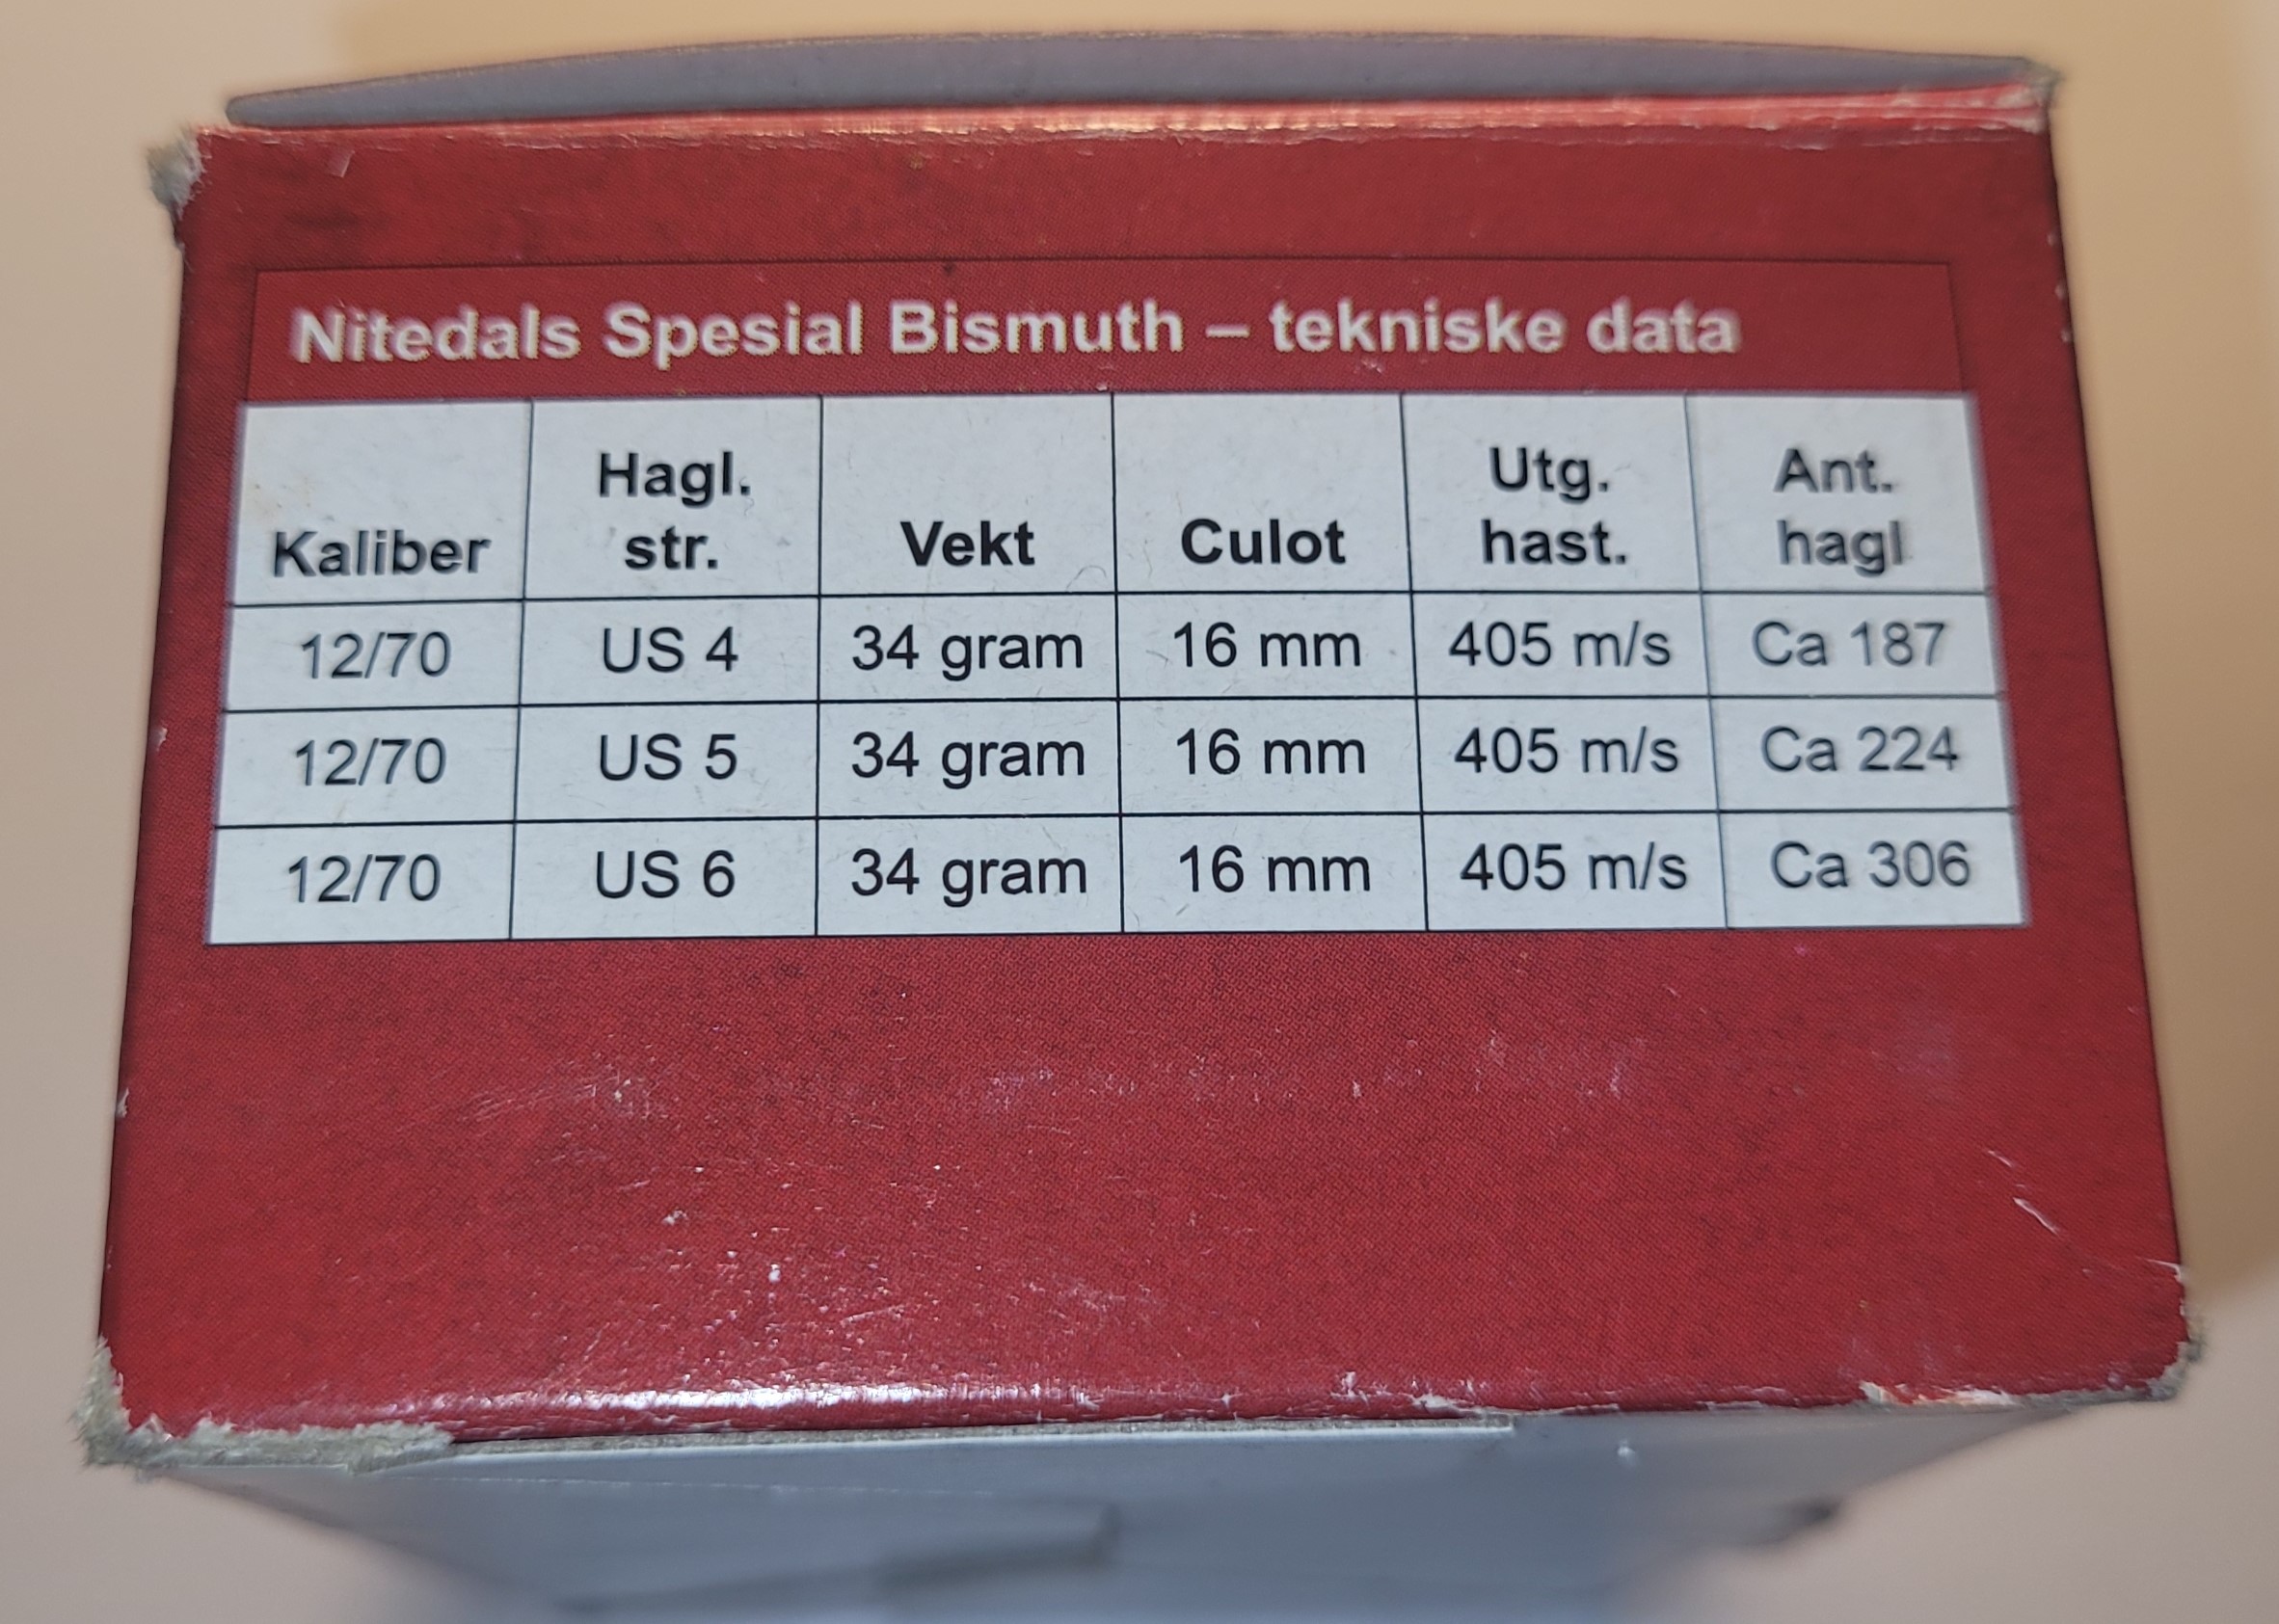 Nitedals Spesial Bismuth – tekniske data
Kaliber Hagl. str. Vekt Culot Utg. hast. Ant. hagl
12/70 US 4 34 gram 16 mm 405 m/s Ca 187
12/70 US 5 34 gram 16 mm 405 m/s Ca 224
12/70 US 6 34 gram 16 mm 405 m/s Ca 306